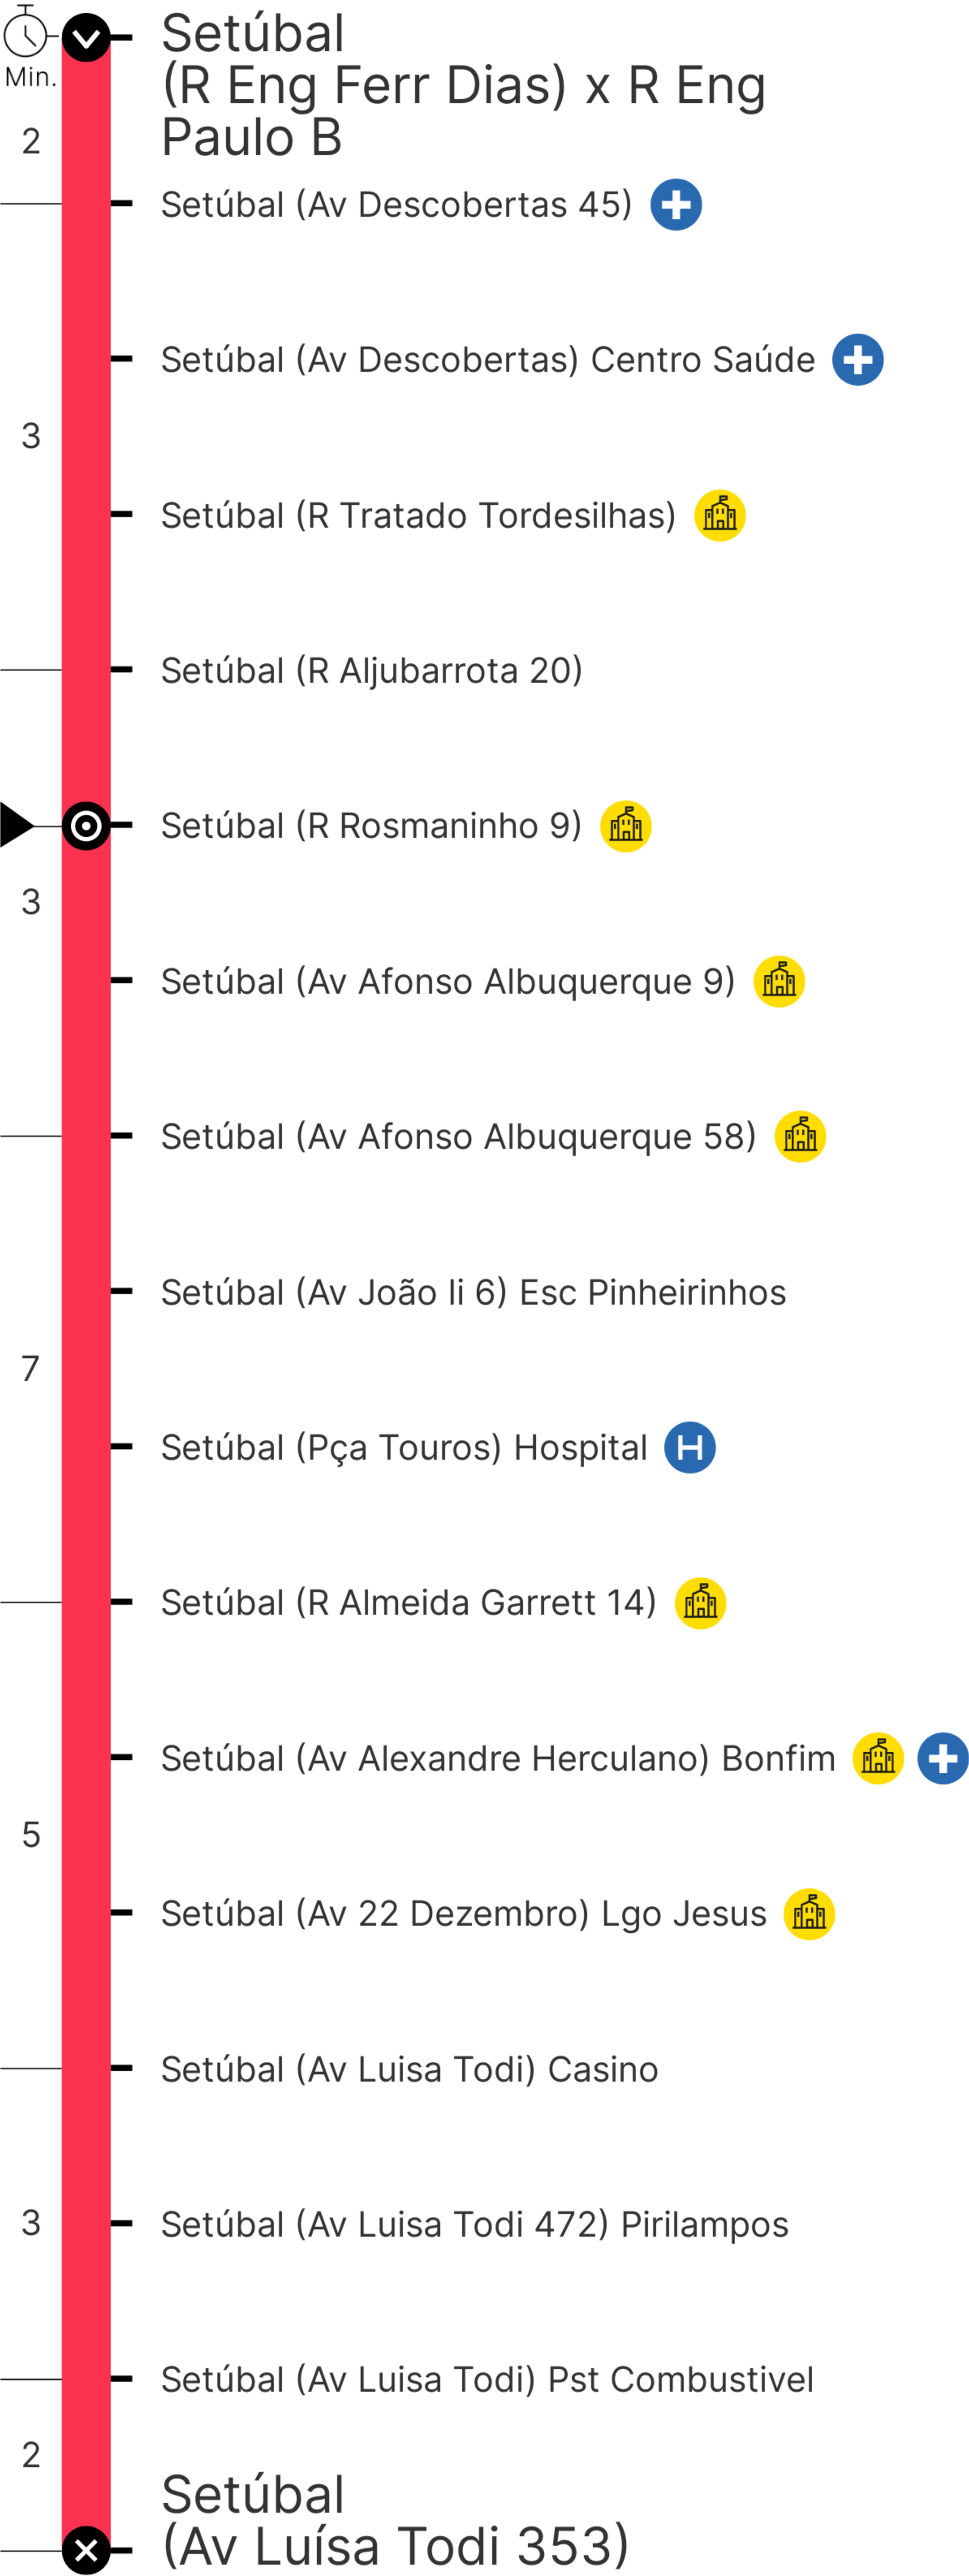 Setúbal
(R Eng Ferr Dias) x R Eng
Paulo B
Min.
2
Setúbal (Av Descobertas 45)
Setúbal (Av Descobertas) Centro Saúde
3
Setúbal (R Tratado Tordesilhas)
Setúbal (R Aljubarrota 20)
Setúbal (R Rosmaninho 9)
3
Setúbal (Av Afonso Albuquerque 9)
Setúbal (Av Afonso Albuquerque 58)
Setúbal (Av João Ii 6) Esc Pinheirinhos
7
Setúbal (Pça Touros) Hospital H
Setúbal (R Almeida Garrett 14)
Setúbal (Av Alexandre Herculano) Bonfim
5
Setúbal (Av 22 Dezembro) Lgo Jesus
Setúbal (Av Luisa Todi) Casino
3
Setúbal (Av Luisa Todi 472) Pirilampos
Setúbal (Av Luisa Todi) Pst Combustivel
2
Setúbal
(Av Luísa Todi 353)